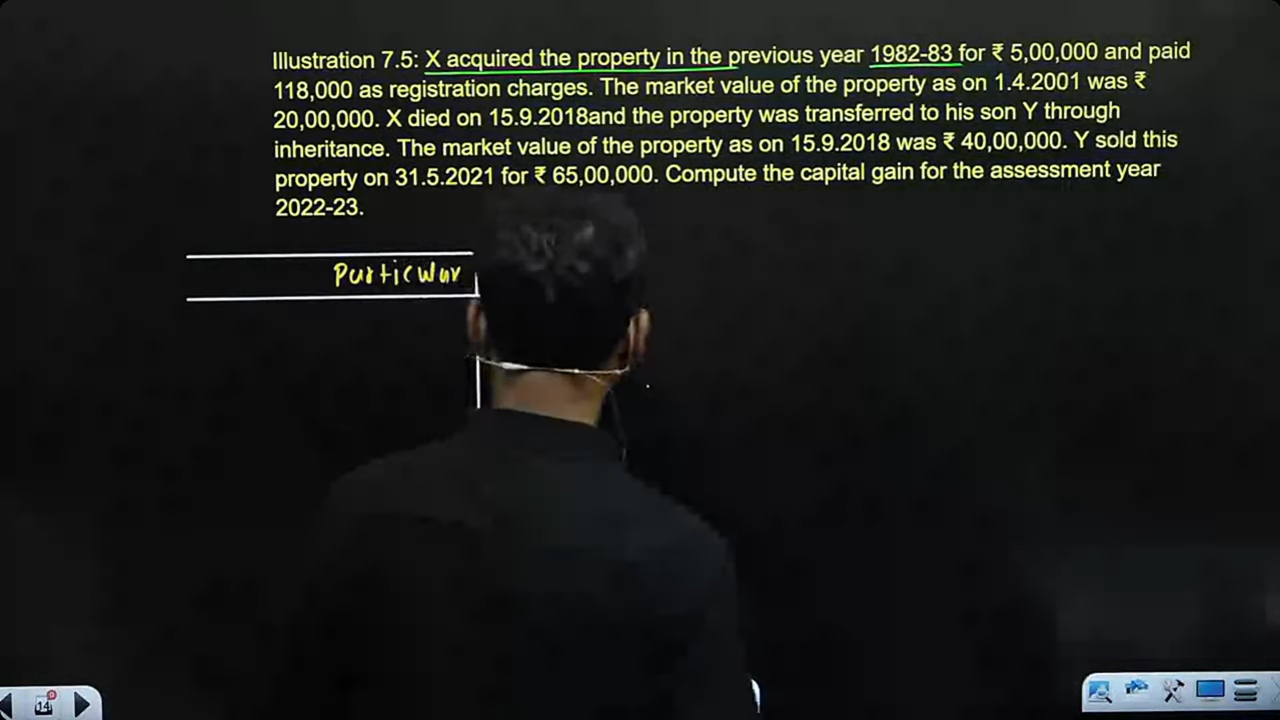 Illustration 7.5: X acquired the property in the previous year 1982-83 for ₹ 5,00,000 and paid
118,000 as registration charges. The market value of the property as on 1.4.2001 was ₹
20,00,000. X died on 15.9.2018and the property was transferred to his son Y through
inheritance. The market value of the property as on 15.9.2018 was ₹ 40,00,000. Y sold this
property on 31.5.2021 for ₹ 65,00,000. Compute the capital gain for the assessment year
2022-23.
Particular
14